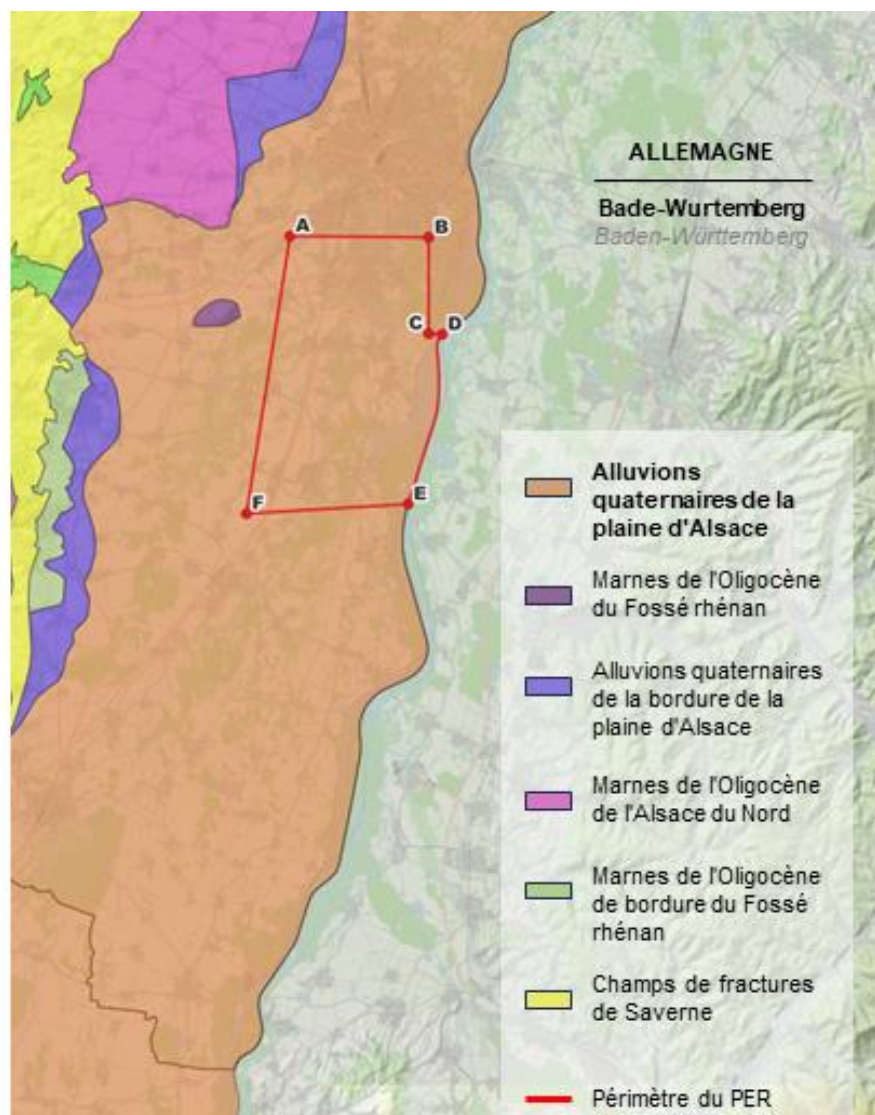 ALLEMAGNE
Bade-Wurtemberg
Baden-Württemberg
A
B
C
D
E
F
Alluvions
quaternaires de la
plaine d'Alsace
Marnes de l'Oligocène
du Fossé rhénan
Alluvions quaternaires
de la bordure de la
plaine d'Alsace
Marnes de l'Oligocène
de l'Alsace du Nord
Marnes de l'Oligocène
de bordure du Fossé
rhénan
Champs de fractures
de Saverne
Périmètre du PER